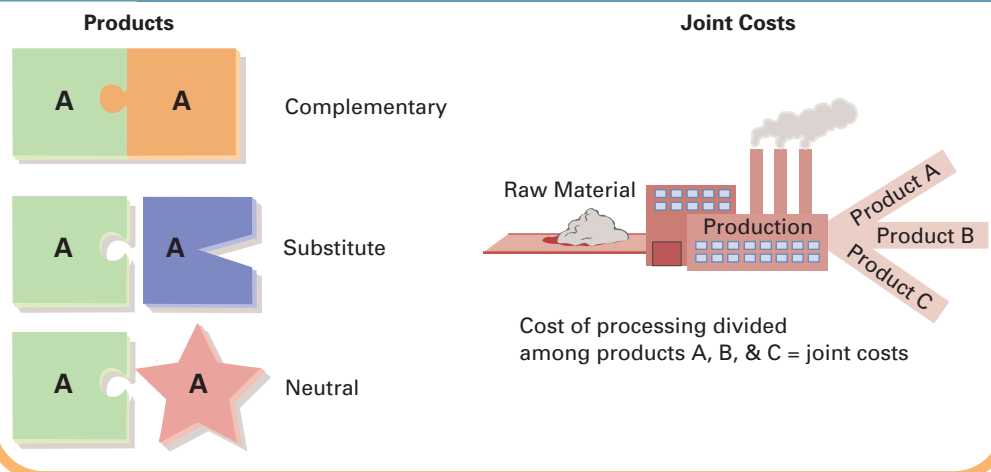 Products
A A
Complementary
A A
Substitute
A A
Neutral
Joint Costs
Raw Material
Production
Product A
Product B
Product C
Cost of processing divided
among products A, B, & C = joint costs